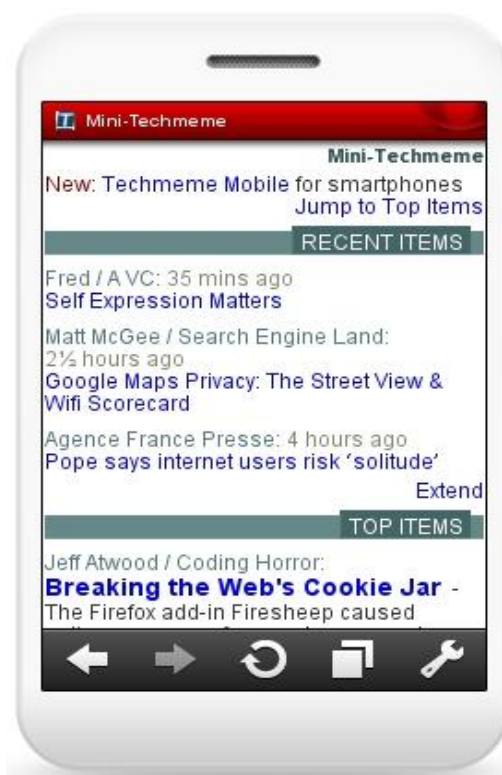 Mini-Techmeme
Mini-Techmeme
New: Techmeme Mobile for smartphones
Jump to Top Items
RECENT ITEMS
Fred / A VC: 35 mins ago
Self Expression Matters
Matt McGee / Search Engine Land:
2½ hours ago
Google Maps Privacy: The Street View &
Wifi Scorecard
Agence France Presse: 4 hours ago
Pope says internet users risk ‘solitude’
Extend
TOP ITEMS
Jeff Atwood / Coding Horror:
Breaking the Web's Cookie Jar -
The Firefox add-in Firesheep caused